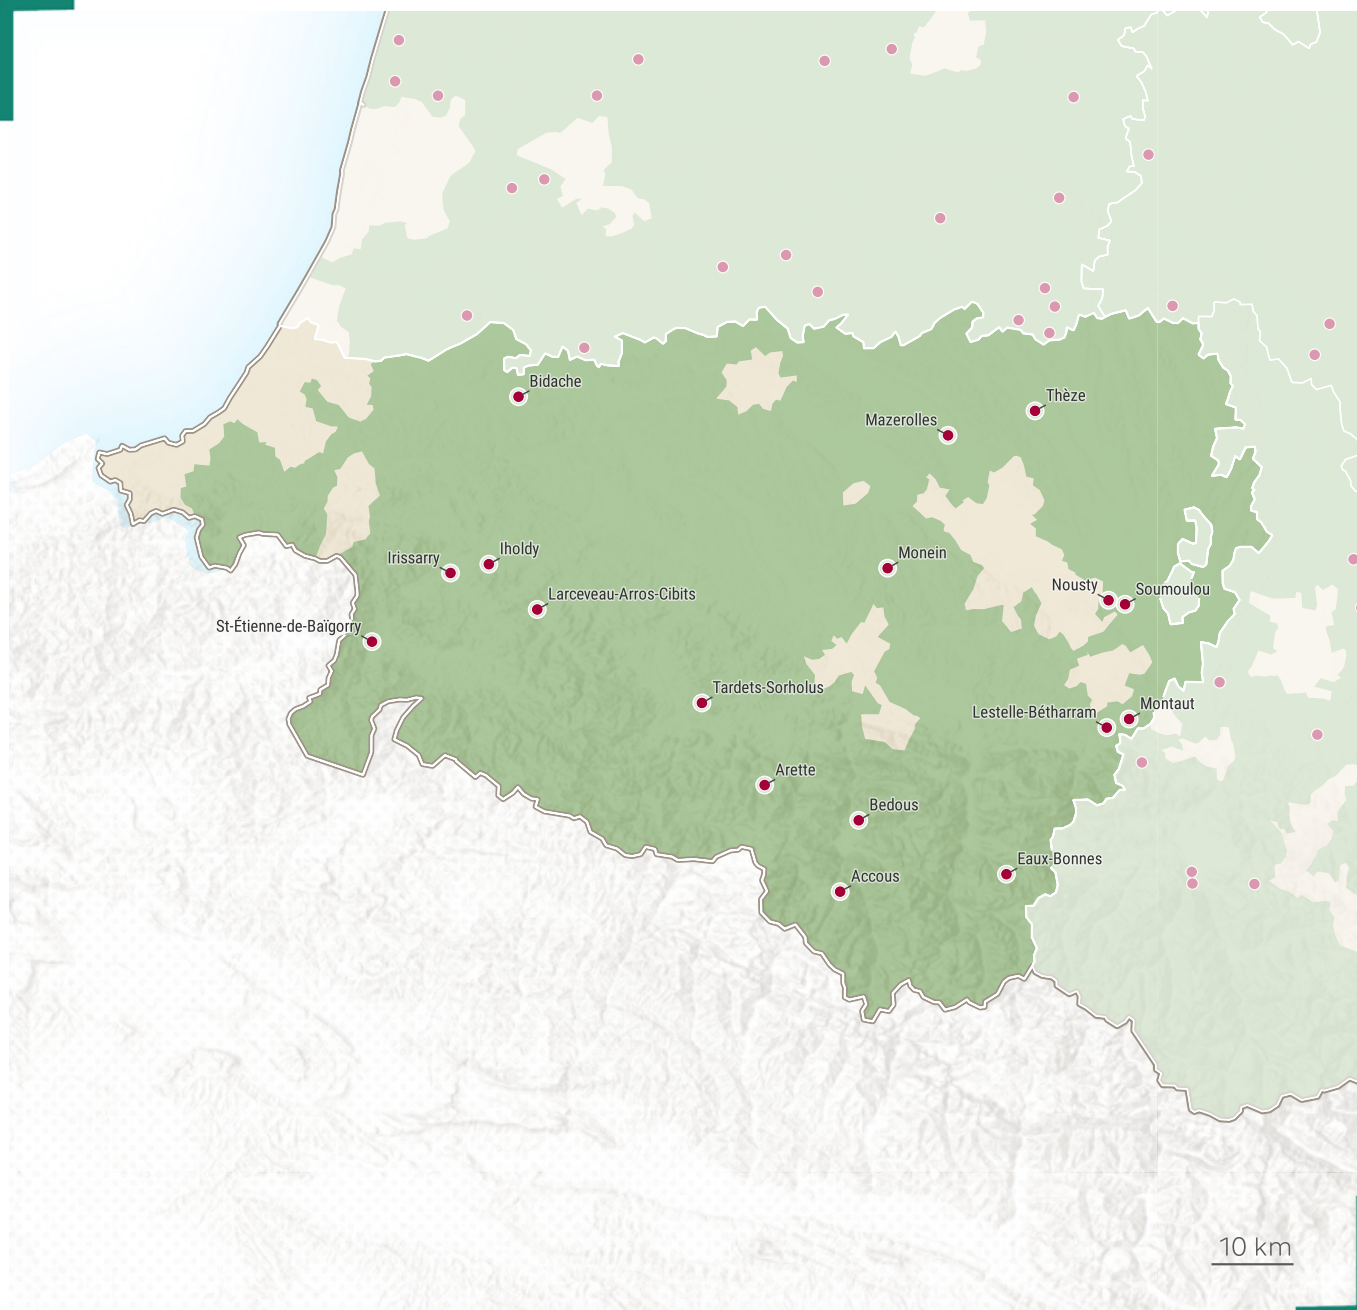 Bidache
Thèze
Mazerolles
Iholdy
Irissarry
Monein
Nousty
Soumoulou
Larceveau-Arros-Cibits
St-Étienne-de-Baïgorry
Tardets-Sorholus
Montaut
Lestelle-Bétharram
Arette
Bedous
Eaux-Bonnes
Accous
10 km